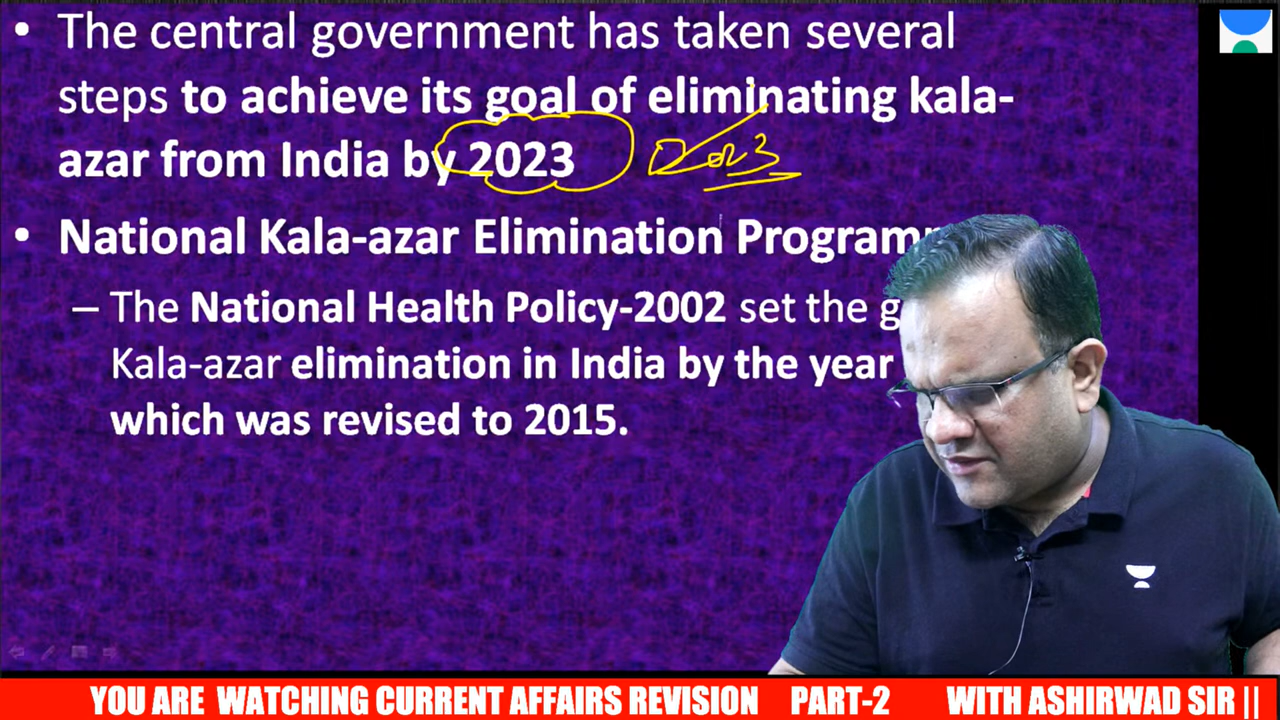 • The central government has taken several
steps to achieve its goal of eliminating kala-
azar from India by 2023 2023
• National Kala-azar Elimination Programm
– The National Health Policy-2002 set the g
Kala-azar elimination in India by the year
which was revised to 2015.
YOU ARE WATCHING CURRENT AFFAIRS REVISION PART-2 WITH ASHIRWAD SIR ||